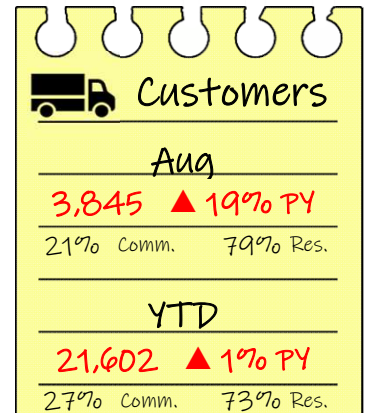 Customers
Aug
3,845 ▲ 19% PY
21% Comm. 79% Res.
YTD
21,602 ▲ 1% PY
27% Comm. 73% Res.